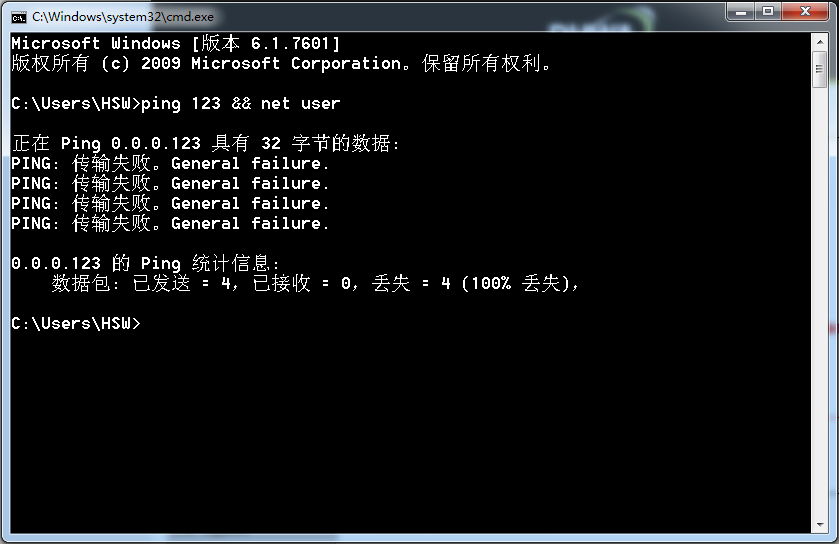 C:\Windows\system32\cmd.exe
Microsoft Windows [版本 6.1.7601]
版权所有 (c) 2009 Microsoft Corporation。保留所有权利。
C:\Users\HSW>ping 123 && net user
正在 Ping 0.0.0.123 具有 32 字节的数据:
PING: 传输失败。General failure.
PING: 传输失败。General failure.
PING: 传输失败。General failure.
PING: 传输失败。General failure.
0.0.0.123 的 Ping 统计信息:
数据包: 已发送 = 4，已接收 = 0，丢失 = 4 (100% 丢失)，
C:\Users\HSW>